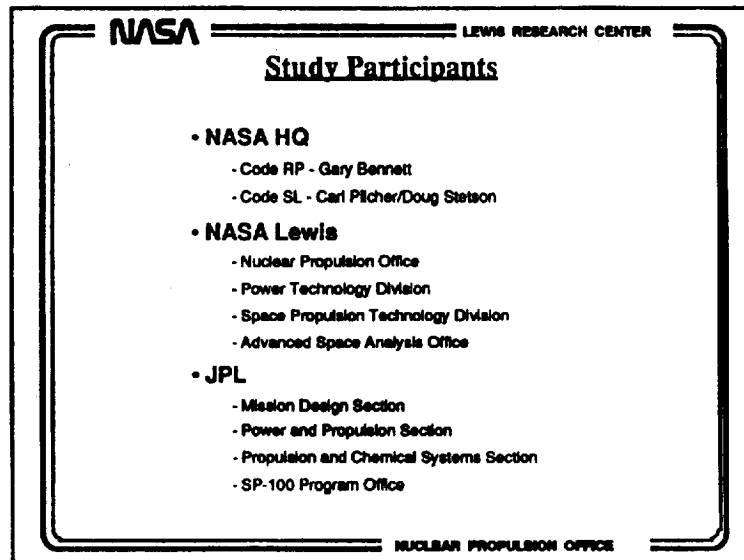 NASA
LEWIS RESEARCH CENTER
Study Participants
• NASA HQ
- Code RP - Gary Bennett
- Code SL - Carl Pilcher/Doug Stetson
• NASA Lewis
- Nuclear Propulsion Office
- Power Technology Division
- Space Propulsion Technology Division
- Advanced Space Analysis Office
• JPL
- Mission Design Section
- Power and Propulsion Section
- Propulsion and Chemical Systems Section
- SP-100 Program Office
NUCLEAR PROPULSION OFFICE